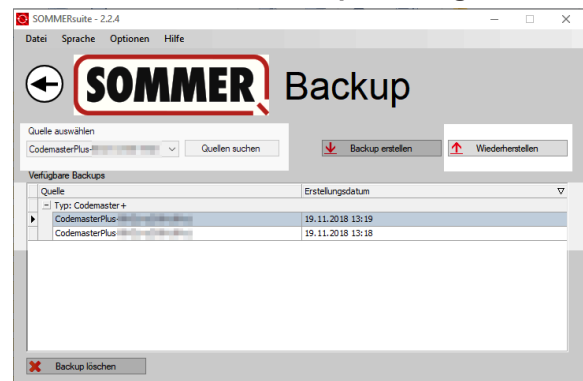 SOMMERsuite - 2.2.4
Datei Sprache Optionen Hilfe
SOMMER Backup
Quelle auswählen
CodemasterPlus- Quellen suchen Backup erstellen Wiederherstellen
Verfügbare Backups
Quelle Erstellungsdatum
Typ: Codemaster+
CodemasterPlus- 19.11.2018 13:19
CodemasterPlus 19.11.2018 13:18
Backup löschen